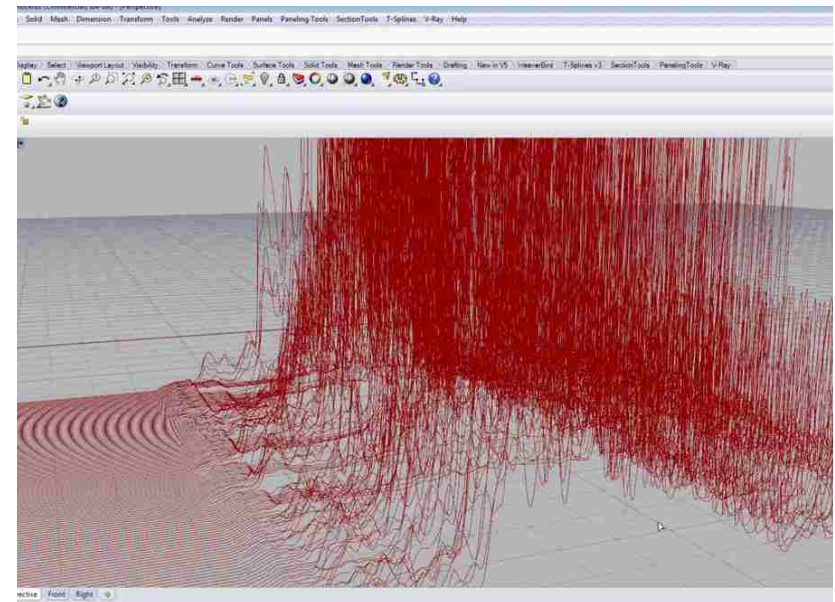 Solid Mesh Dimension Transform Tools Analyze Render Panels Paneling Tools SectionTools T-Splines V-Ray Help
Select Viewport Layout Visibility Transform Curve Tools Surface Tools Solid Tools Mesh Tools Render Tools Drafting New in V5 WeaverBird T-Splines v3 SectionTools PanelingTools V-Ray
Front Right